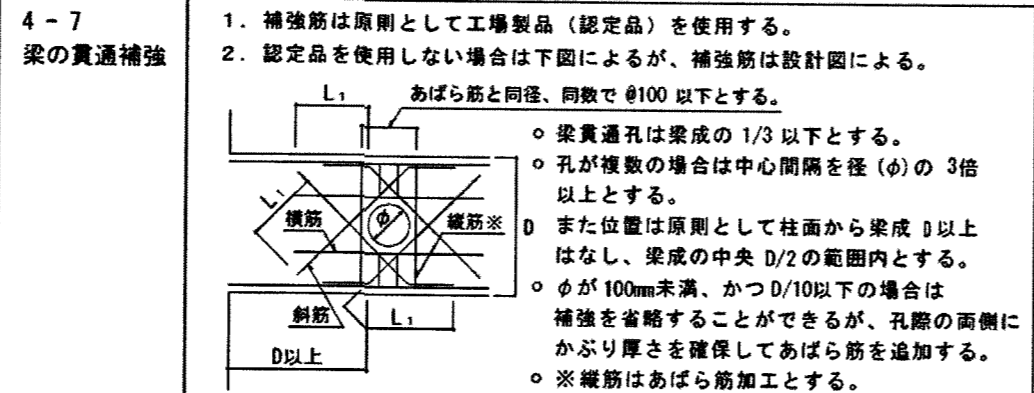 4-7
梁の貫通補強
1. 補強筋は原則として工場製品（認定品）を使用する。
2. 認定品を使用しない場合は下図によるが、補強筋は設計図による。
L₁
あばら筋と同径、同数で @100 以下とする。
○ 梁貫通孔は梁成の 1/3 以下とする。
○ 孔が複数の場合は中心間隔を径 (φ)の 3倍
以上とする。
L₁
横筋
φ
縦筋※
D
また位置は原則として柱面から梁成 D以上
はなし、梁成の中央 D/2 の範囲内とする。
○ φが 100mm未満、かつ D/10以下の場合は
補強を省略することができるが、孔際の両側に
かぶり厚さを確保してあばら筋を追加する。
斜筋
L₁
D以上
○ ※縦筋はあばら筋加工とする。